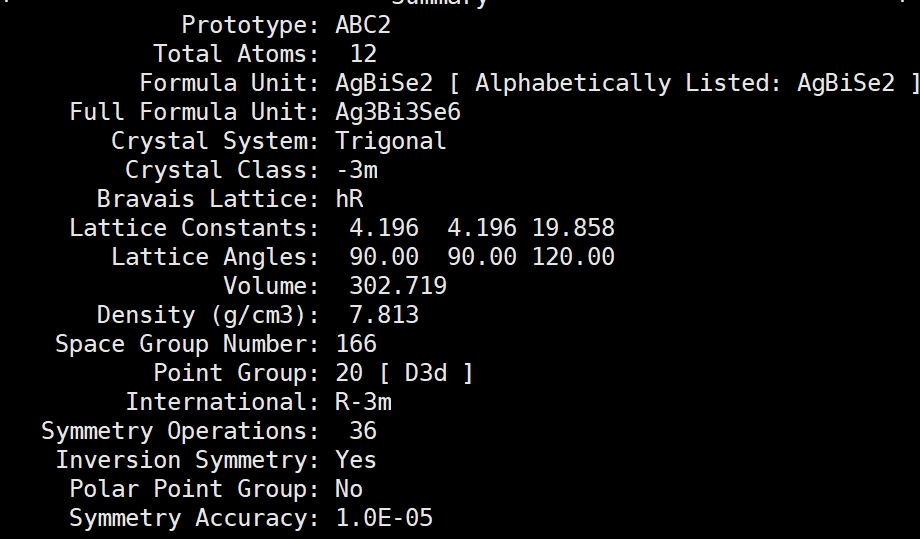 Summary
Prototype: ABC2
Total Atoms: 12
Formula Unit: AgBiSe2 [ Alphabetically Listed: AgBiSe2 ]
Full Formula Unit: Ag3Bi3Se6
Crystal System: Trigonal
Crystal Class: -3m
Bravais Lattice: hR
Lattice Constants: 4.196 4.196 19.858
Lattice Angles: 90.00 90.00 120.00
Volume: 302.719
Density (g/cm3): 7.813
Space Group Number: 166
Point Group: 20 [ D3d ]
International: R-3m
Symmetry Operations: 36
Inversion Symmetry: Yes
Polar Point Group: No
Symmetry Accuracy: 1.0E-05